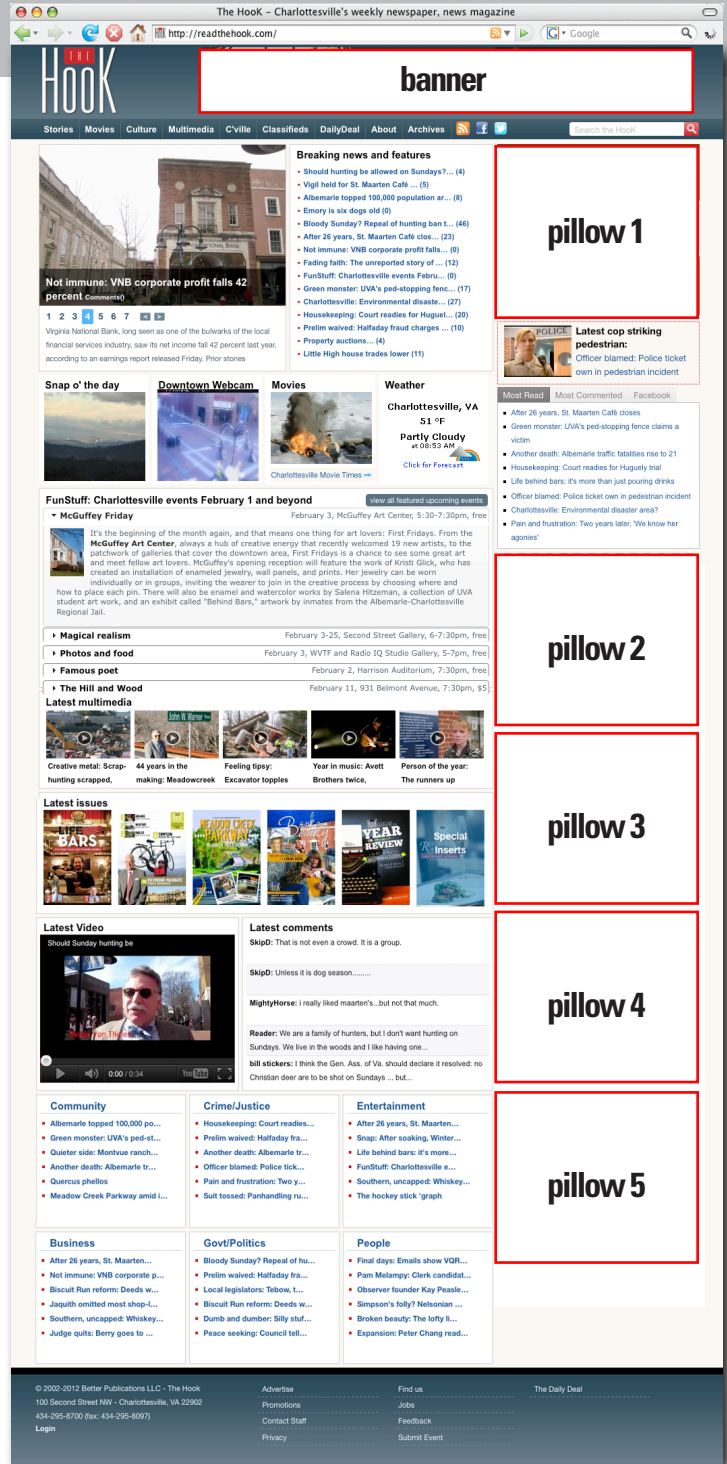 The HooK – Charlottesville's weekly newspaper, news magazine
http://readthehook.com/
Google
THE
HooK
banner
Stories Movies Culture Multimedia C'ville Classifieds DailyDeal About Archives
Search the HooK
NATIONAL BANK
Not immune: VNB corporate profit falls 42
percent Comments()
1 2 3 4 5 6 7
Virginia National Bank, long seen as one of the bulwarks of the local
financial services industry, saw its net income fall 42 percent last year,
according to an earnings report released Friday. Prior stories
Breaking news and features
Should hunting be allowed on Sundays?... (4)
Vigil held for St. Maarten Café ... (5)
Albemarle topped 100,000 population ar... (8)
Emory is six dogs old (0)
Bloody Sunday? Repeal of hunting ban t... (46)
After 26 years, St. Maarten Café clos... (23)
Not immune: VNB corporate profit falls... (0)
Fading faith: The unreported story of ... (12)
FunStuff: Charlottesville events Febru... (0)
Green monster: UVA's ped-stopping fenc... (17)
Charlottesville: Environmental disaste... (27)
Housekeeping: Court readies for Huguel... (20)
Prelim waived: Halfaday fraud charges ... (10)
Property auctions... (4)
Little High house trades lower (11)
pillow 1
POLICE
Latest cop striking
pedestrian:
Officer blamed: Police ticket
own in pedestrian incident
Most Read Most Commented Facebook
After 26 years, St. Maarten Café closes
Green monster: UVA's ped-stopping fence claims a
victim
Another death: Albemarle traffic fatalities rise to 21
Housekeeping: Court readies for Huguely trial
Life behind bars: it's more than just pouring drinks
Officer blamed: Police ticket own in pedestrian incident
Charlottesville: Environmental disaster area?
Pain and frustration: Two years later, 'We know her
agonies'
Snap o' the day
Downtown Webcam
Movies
Charlottesville Movie Times
Weather
Charlottesville, VA
51 °F
Partly Cloudy
at 08:53 AM
Click for Forecast
FunStuff: Charlottesville events February 1 and beyond
view all featured upcoming events
McGuffey Friday February 3, McGuffey Art Center, 5:30-7:30pm, free
It's the beginning of the month again, and that means one thing for art lovers: First Fridays. From the
McGuffey Art Center, always a hub of creative energy that recently welcomed 19 new artists, to the
patchwork of galleries that cover the downtown area, First Fridays is a chance to see some great art
and meet fellow art lovers. McGuffey's opening reception will feature the work of Kristi Glick, who has
created an installation of enameled jewelry, wall panels, and prints. Her jewelry can be worn
individually or in groups, inviting the wearer to join in the creative process by choosing where and
how to place each pin. There will also be enamel and watercolor works by Salena Hitzeman, a collection of UVA
student art work, and an exhibit called "Behind Bars," artwork by inmates from the Albemarle-Charlottesville
Regional Jail.
Magical realism February 3-25, Second Street Gallery, 6-7:30pm, free
Photos and food February 3, WVTF and Radio IQ Studio Gallery, 5-7pm, free
Famous poet February 2, Harrison Auditorium, 7:30pm, free
The Hill and Wood February 11, 931 Belmont Avenue, 7:30pm, $5
pillow 2
Latest multimedia
John W. Warner
Creative metal: Scrap-
hunting scrapped,
44 years in the
making: Meadowcreek
Feeling tipsy:
Excavator topples
Year in music: Avett
Brothers twice,
Person of the year:
The runners up
pillow 3
Latest issues
LIFE
BARS
MEADOW CREEK
PARKWAY
YEAR
REVIEW
Special
Inserts
pillow 4
Latest Video
Should Sunday hunting be
0:00 / 0:34
YouTube
Latest comments
SkipD: That is not even a crowd. It is a group.
SkipD: Unless it is dog season.........
MightyHorse: i really liked maarten's...but not that much.
Reader: We are a family of hunters, but I don't want hunting on
Sundays. We live in the woods and I like having one...
bill stickers: I think the Gen. Ass. of Va. should declare it resolved: no
Christian deer are to be shot on Sundays ... but...
pillow 5
Community
Albemarle topped 100,000 po...
Green monster: UVA's ped-st...
Quieter side: Montvue ranch...
Another death: Albemarle tr...
Quercus phellos
Meadow Creek Parkway amid i...
Crime/Justice
Housekeeping: Court readies...
Prelim waived: Halfaday fra...
Another death: Albemarle tr...
Officer blamed: Police tick...
Pain and frustration: Two y...
Suit tossed: Panhandling ru...
Entertainment
After 26 years, St. Maarten...
Snap: After soaking, Winter...
Life behind bars: it's more...
FunStuff: Charlottesville e...
Southern, uncapped: Whiskey...
The hockey stick 'graph
Business
After 26 years, St. Maarten...
Not immune: VNB corporate p...
Biscuit Run reform: Deeds w...
Jaquith omitted most shop-l...
Southern, uncapped: Whiskey...
Judge quits: Berry goes to ...
Govt/Politics
Bloody Sunday? Repeal of hu...
Prelim waived: Halfaday fra...
Local legislators: Tebow, t...
Biscuit Run reform: Deeds w...
Dumb and dumber: Silly stuf...
Peace seeking: Council tell...
People
Final days: Emails show VQR...
Pam Melampy: Clerk candidat...
Observer founder Kay Peasle...
Simpson's folly? Nelsonian ...
Broken beauty: The lofty li...
Expansion: Peter Chang read...
© 2002-2012 Better Publications LLC - The Hook
100 Second Street NW - Charlottesville, VA 22902
434-295-8700 (fax: 434-295-8097)
Login
Advertise
Promotions
Contact Staff
Privacy
Find us
Jobs
Feedback
Submit Event
The Daily Deal